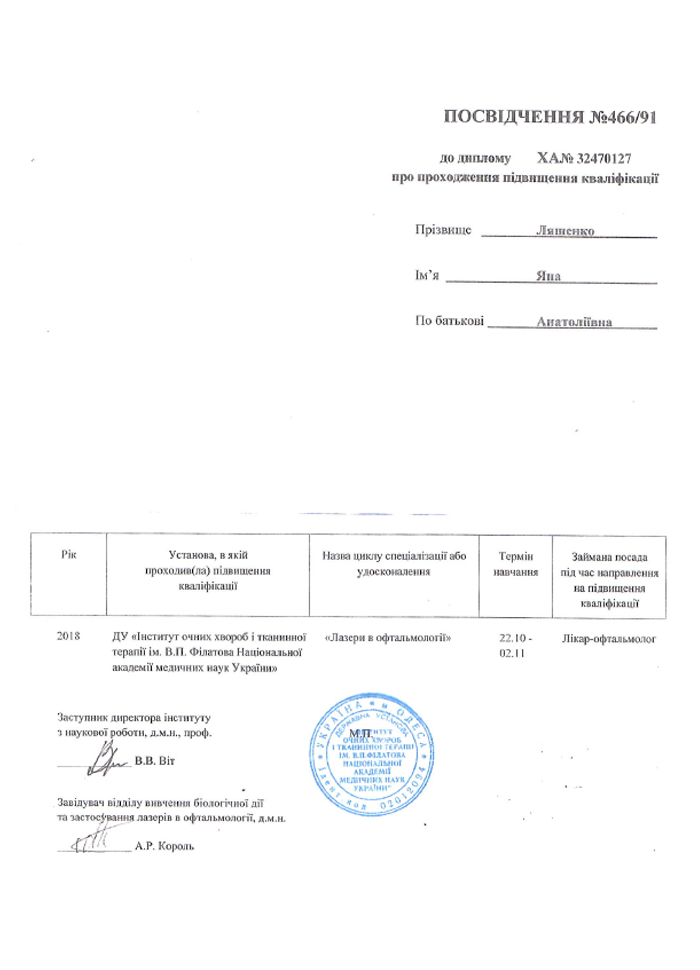 ПОСВІДЧЕННЯ №466/91
до диплому ХА№ 32470127
про проходження підвищення кваліфікації
Прізвище Ляшенко
Ім’я Яна
По батькові Анатоліївна
Рік
Установа, в якій
проходив(ла) підвищення
кваліфікації
Назва циклу спеціалізації або
удосконалення
Термін
навчання
Займана посада
під час направлення
на підвищення
кваліфікації
2018
ДУ «Інститут очних хвороб і тканинної
терапії ім. В.П. Філатова Національної
академії медичних наук України»
«Лазери в офтальмології»
22.10 -
02.11
Лікар-офтальмолог
Заступник директора інституту
з наукової роботи, д.м.н., проф.
В.В. Віт
М.П.
УКРАЇНА * м ОДЕСА *
Ідент код 02012094
ДЕРЖАВНА УСТАНОВА
ІНСТИТУТ
ОЧНИХ ХВОРОБ
І ТКАНИННОЇ ТЕРАПІЇ
ІМ. В.П.ФІЛАТОВА
НАЦІОНАЛЬНОЇ
АКАДЕМІЇ
МЕДИЧНИХ НАУК
УКРАЇНИ"
Завідувач відділу вивчення біологічної дії
та застосування лазерів в офтальмології, д.м.н.
А.Р. Король